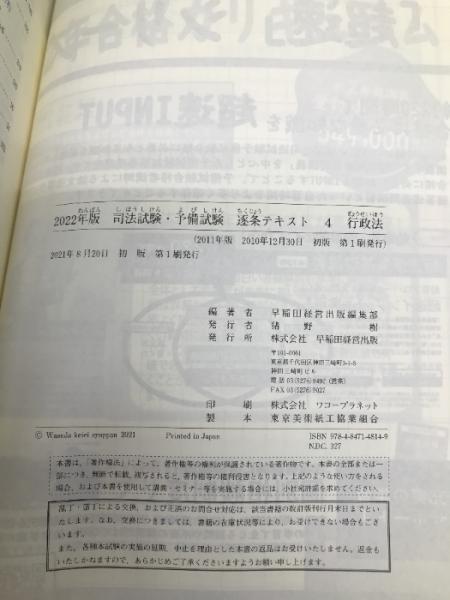 2022年版 司法試験・予備試験 逐条テキスト 4 行政法
(2011年版 2010年12月30日 初版 第1刷発行)
2021年8月20日 初版 第1刷発行
編著者 早稲田経営出版編集部
発行者 猪野樹
発行所 株式会社 早稲田経営出版
〒101-0061
東京都千代田区神田三崎町3-1-5
神田三崎町ビル
電話 03(5276)9492(営業)
FAX 03(5276)9027
印刷 株式会社 ワコープラネット
製本 東京美術紙工協業組合
© Waseda keiei syuppan 2021 Printed in Japan ISBN 978-4-8471-4814-9
N.D.C. 327
本書は,「著作権法」によって,著作権等の権利が保護されている著作物です。本書の全部または一
部につき,無断で転載,複写されると,著作権等の権利侵害となります。上記のような使い方をされる
場合,および本書を使用して講義・セミナー等を実施する場合には,小社宛許諾を求めてください。
乱丁・落丁による交換,および正誤のお問合せ対応は,該当書籍の改訂版刊行月末日までとい
たします。なお,交換につきましては,書籍の在庫状況等により,お受けできない場合もござ
います。
また,各種本試験の実施の延期,中止を理由とした本書の返品はお受けいたしません。返金も
いたしかねますので,あらかじめご了承くださいますようお願い申し上げます。